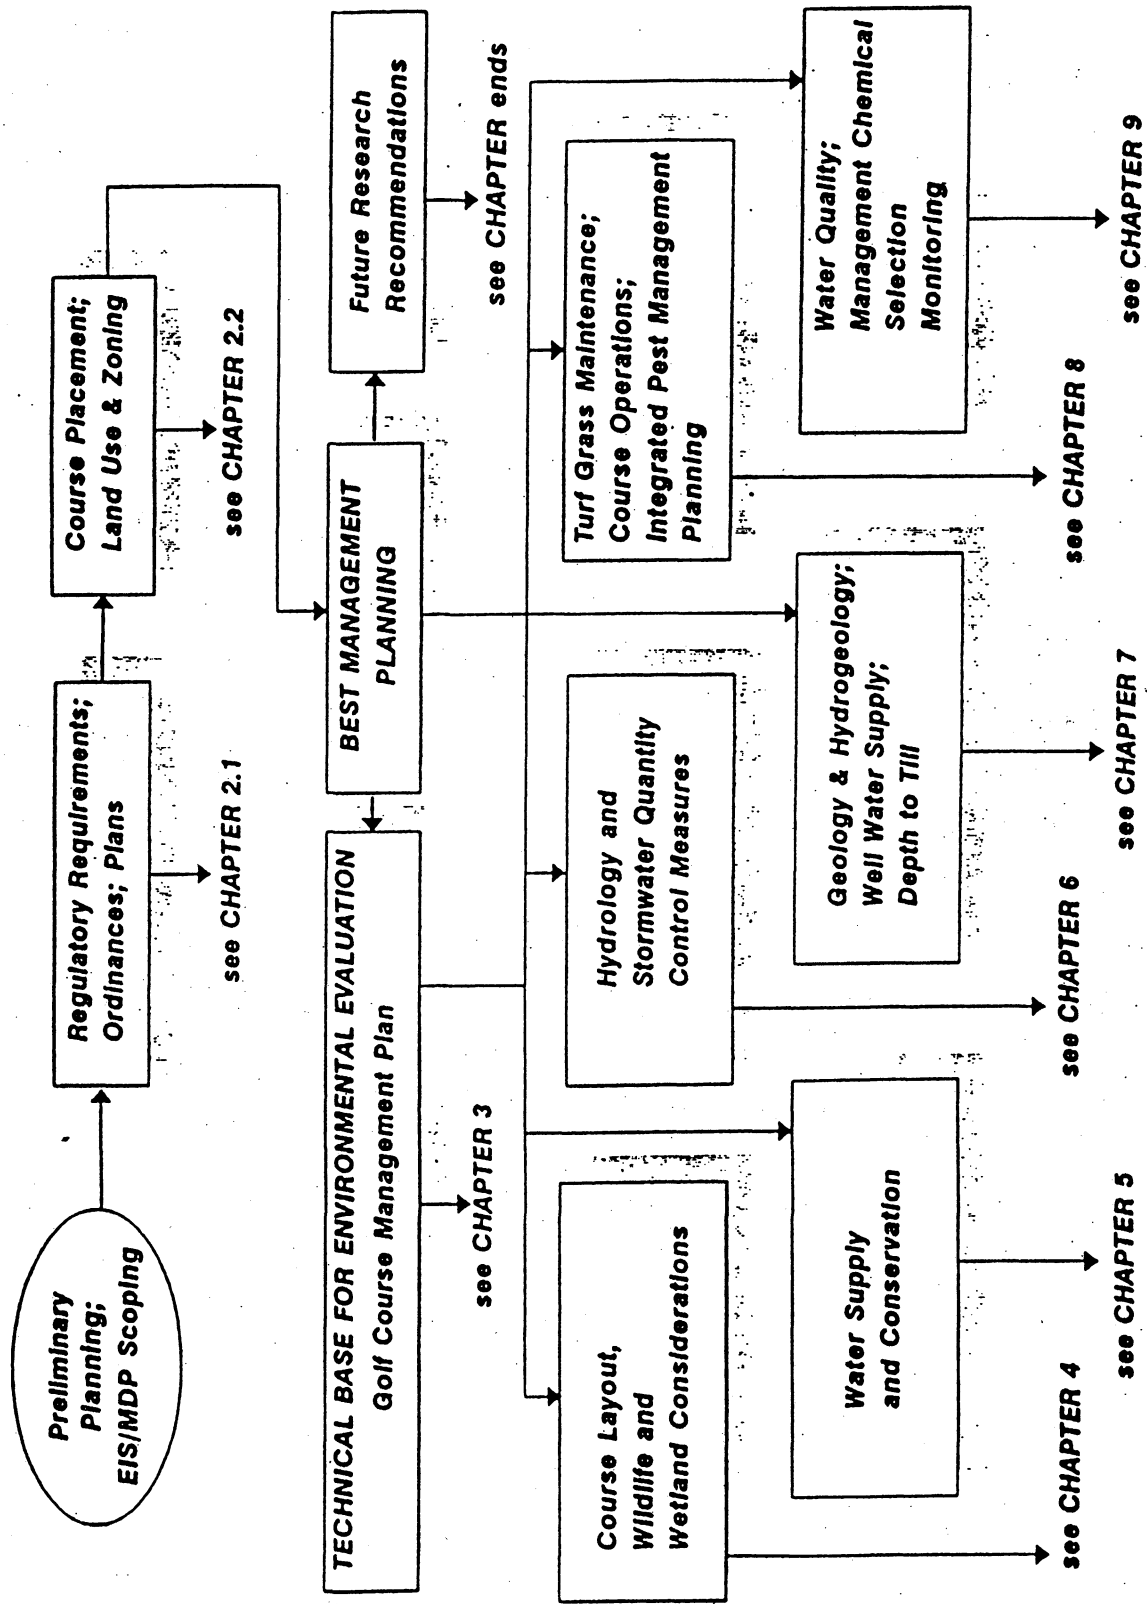 Preliminary
Planning;
EIS/MDP Scoping
Regulatory Requirements;
Ordinances; Plans
see CHAPTER 2.1
Course Placement;
Land Use & Zoning
see CHAPTER 2.2
TECHNICAL BASE FOR ENVIRONMENTAL EVALUATION
Golf Course Management Plan
see CHAPTER 3
BEST MANAGEMENT
PLANNING
Future Research
Recommendations
see CHAPTER ends
Course Layout,
Wildlife and
Wetland Considerations
see CHAPTER 4
Water Supply
and Conservation
see CHAPTER 5
Hydrology and
Stormwater Quantity
Control Measures
see CHAPTER 6
Geology & Hydrogeology;
Well Water Supply;
Depth to Till
see CHAPTER 7
Turf Grass Maintenance;
Course Operations;
Integrated Pest Management
Planning
see CHAPTER 8
Water Quality;
Management Chemical
Selection
Monitoring
see CHAPTER 9